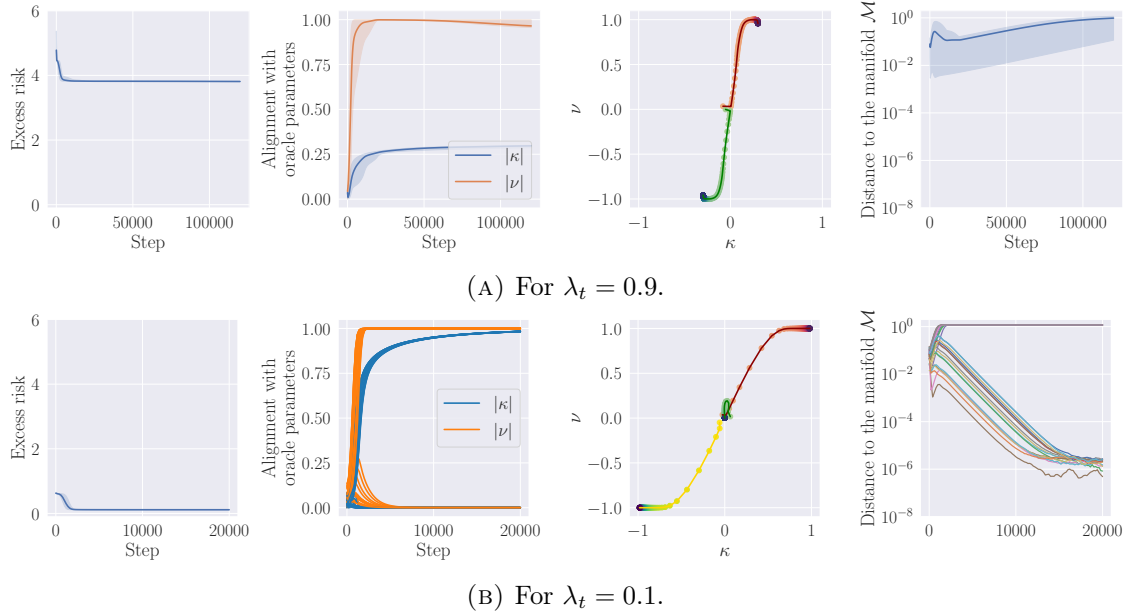 6
4
2
0
Excess risk
0
50000
100000
Step
1.00
0.75
0.50
0.25
0.00
Alignment with
oracle parameters
|κ|
|ν|
0
50000
100000
Step
1.0
0.5
0.0
−0.5
−1.0
ν
−1
0
1
κ
10⁰
10⁻²
10⁻⁴
10⁻⁶
10⁻⁸
Distance to the manifold ℳ
0
50000
100000
Step
(A) For λₜ = 0.9.
6
4
2
0
Excess risk
0
10000
20000
Step
1.00
0.75
0.50
0.25
0.00
Alignment with
oracle parameters
|κ|
|ν|
0
10000
20000
Step
1.0
0.5
0.0
−0.5
−1.0
ν
−1
0
1
κ
10⁰
10⁻²
10⁻⁴
10⁻⁶
10⁻⁸
Distance to the manifold ℳ
0
10000
20000
Step
(B) For λₜ = 0.1.